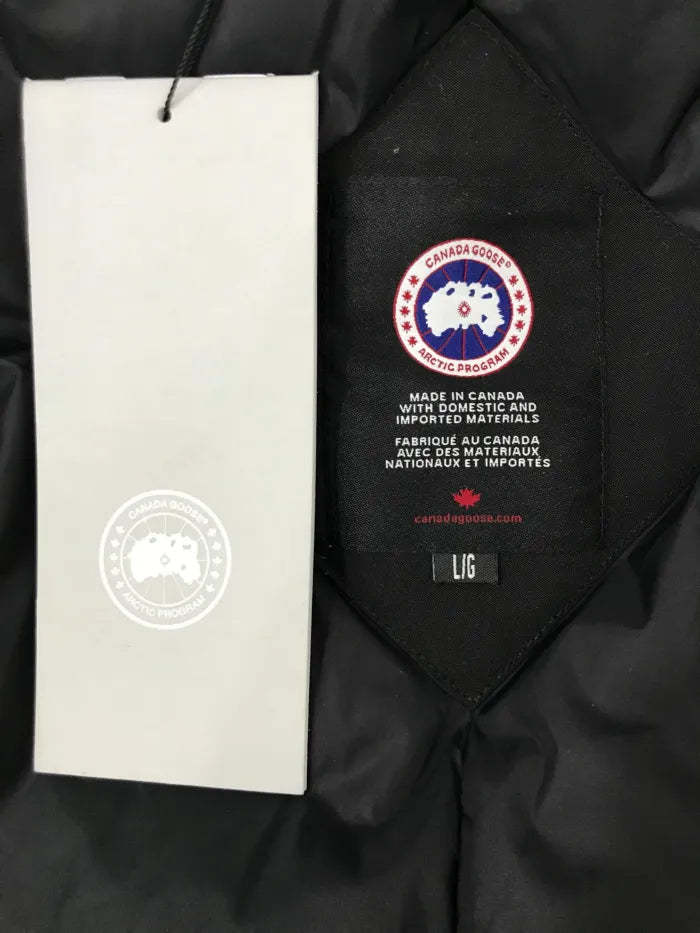 CANADA GOOSE®
ARCTIC PROGRAM
CANADA GOOSE®
ARCTIC PROGRAM
MADE IN CANADA
WITH DOMESTIC AND
IMPORTED MATERIALS
FABRIQUÉ AU CANADA
AVEC DES MATERIAUX
NATIONAUX ET IMPORTÉS
canadagoose.com
L/G